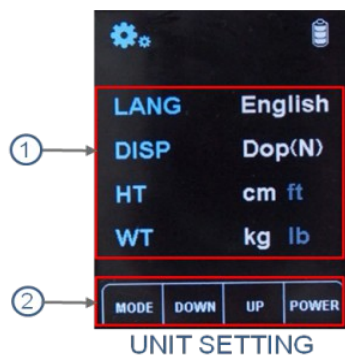 LANG English
1 DISP Dop(N)
HT cm ft
WT kg lb
2 MODE DOWN UP POWER
UNIT SETTING